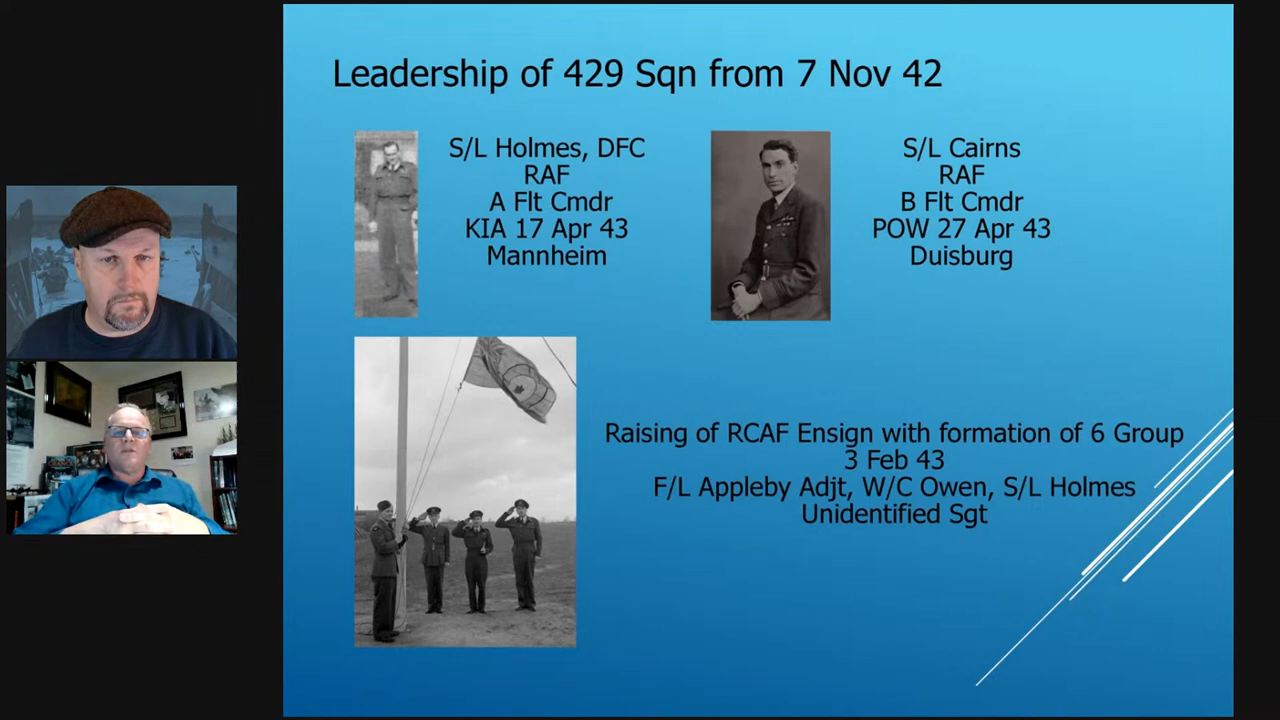 Leadership of 429 Sqn from 7 Nov 42
S/L Holmes, DFC
RAF
A Flt Cmdr
KIA 17 Apr 43
Mannheim
S/L Cairns
RAF
B Flt Cmdr
POW 27 Apr 43
Duisburg
Raising of RCAF Ensign with formation of 6 Group
3 Feb 43
F/L Appleby Adjt, W/C Owen, S/L Holmes
Unidentified Sgt